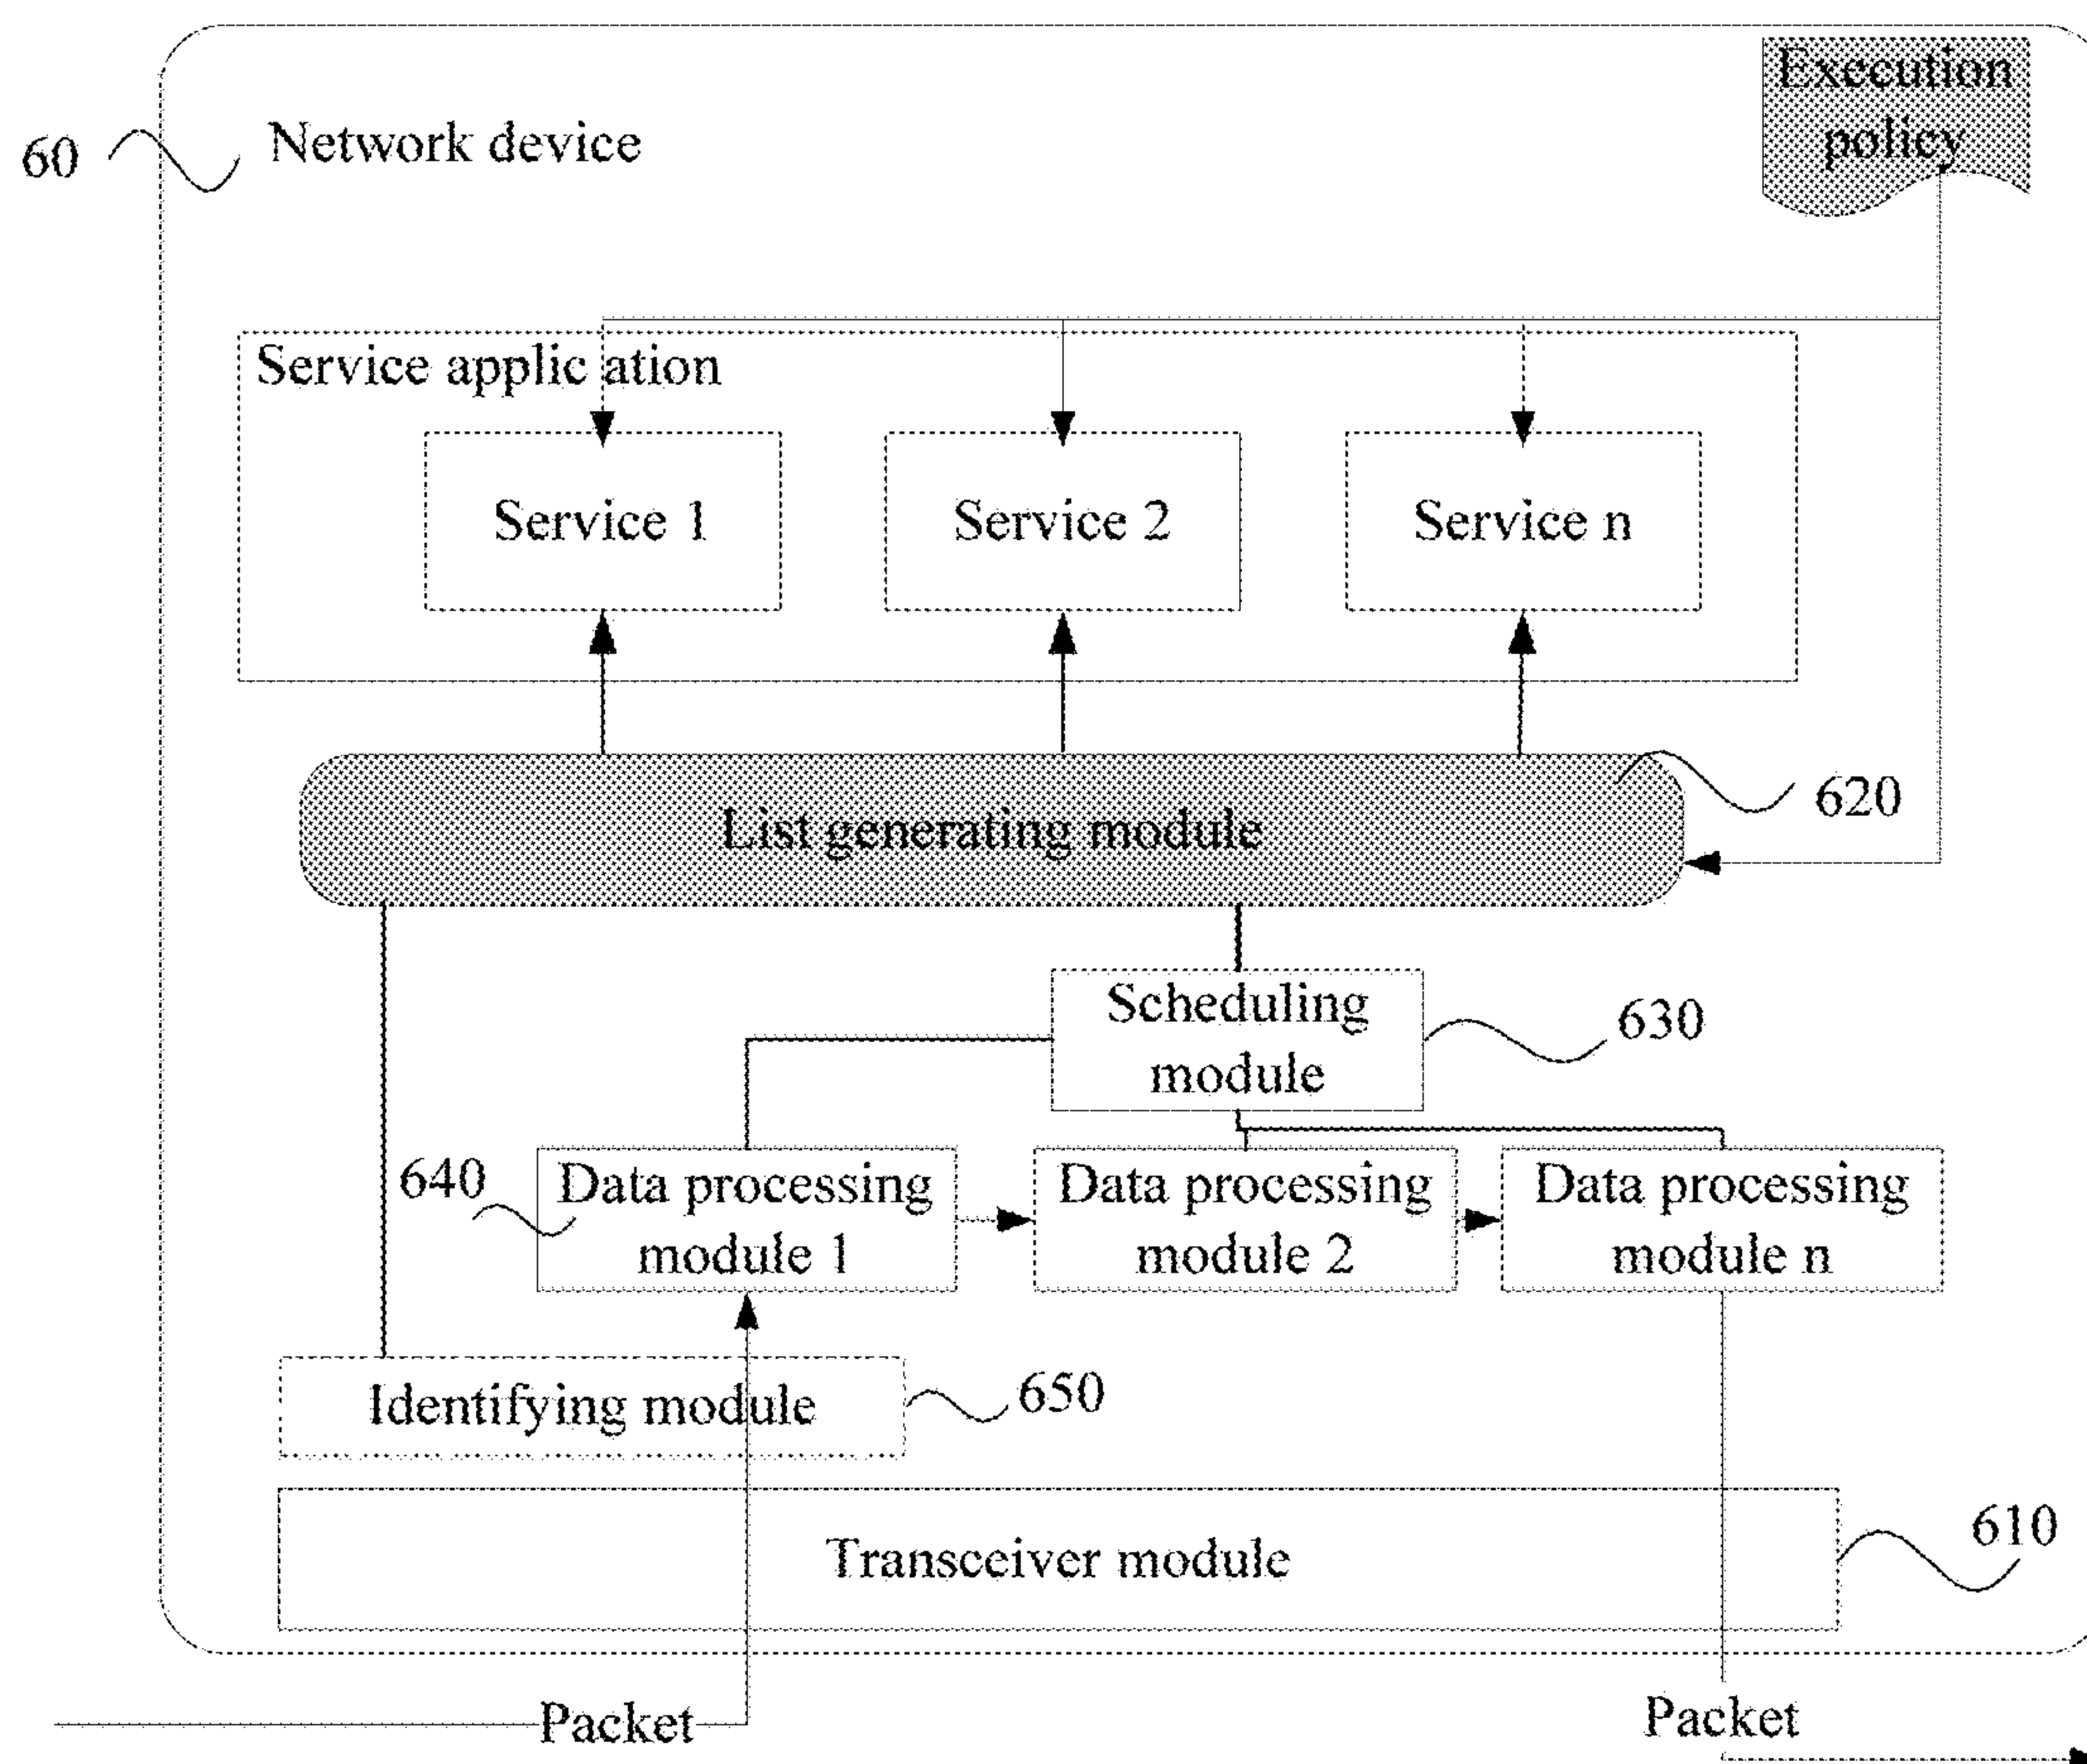 Execution
policy
60
Network device
Service application
Service 1
Service 2
Service n
List generating module
620
Scheduling
module
630
640
Data processing
module 1
Data processing
module 2
Data processing
module n
Identifying module
650
Transceiver module
610
Packet
Packet